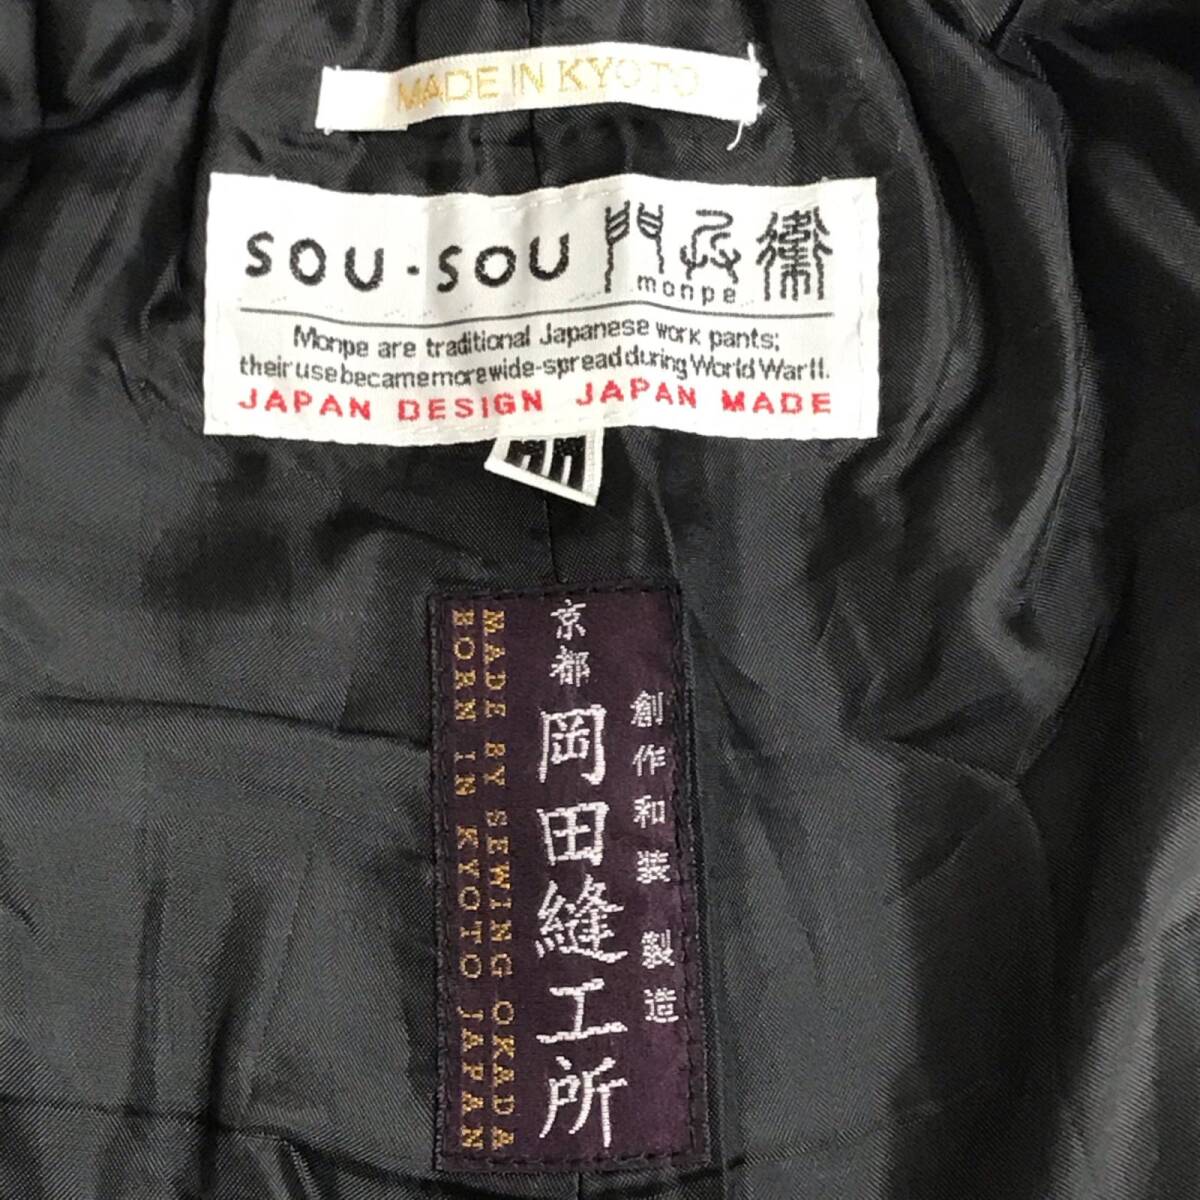 MADE IN KYOTO
SOU・SOU 門兵衛
monpe
Monpe are traditional Japanese work pants;
their use became more wide-spread during World War II.
JAPAN DESIGN JAPAN MADE
創作和装 製造
京都 岡田縫工所
MADE BY SEWING OKADA
BORN IN KYOTO JAPAN